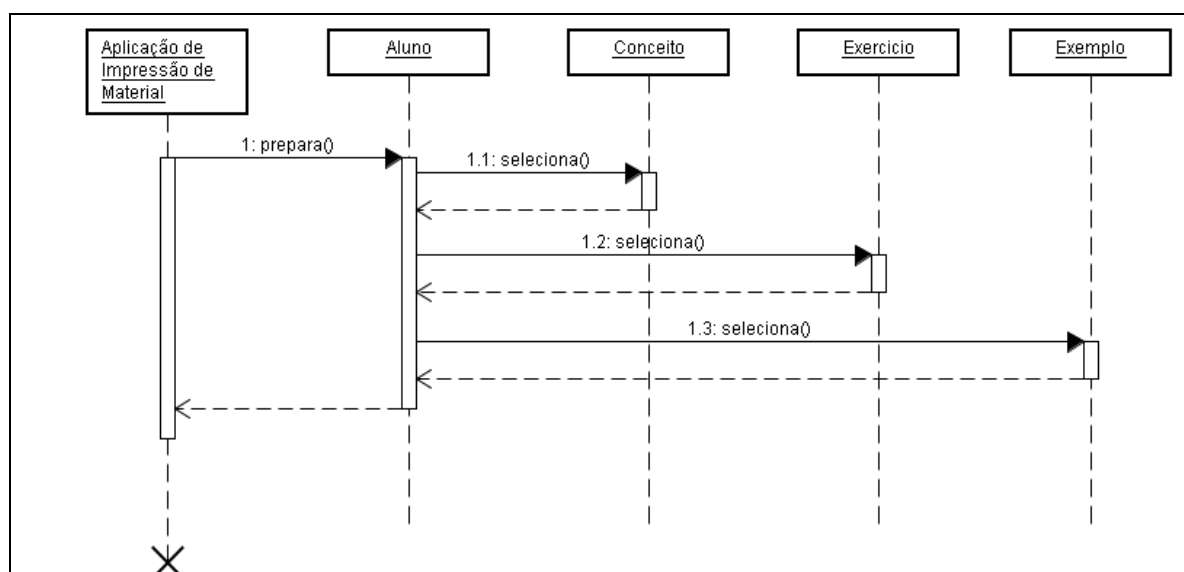 Aplicação de
Impressão de
Material
Aluno
Conceito
Exercicio
Exemplo
1: prepara()
1.1: seleciona()
1.2: seleciona()
1.3: seleciona()